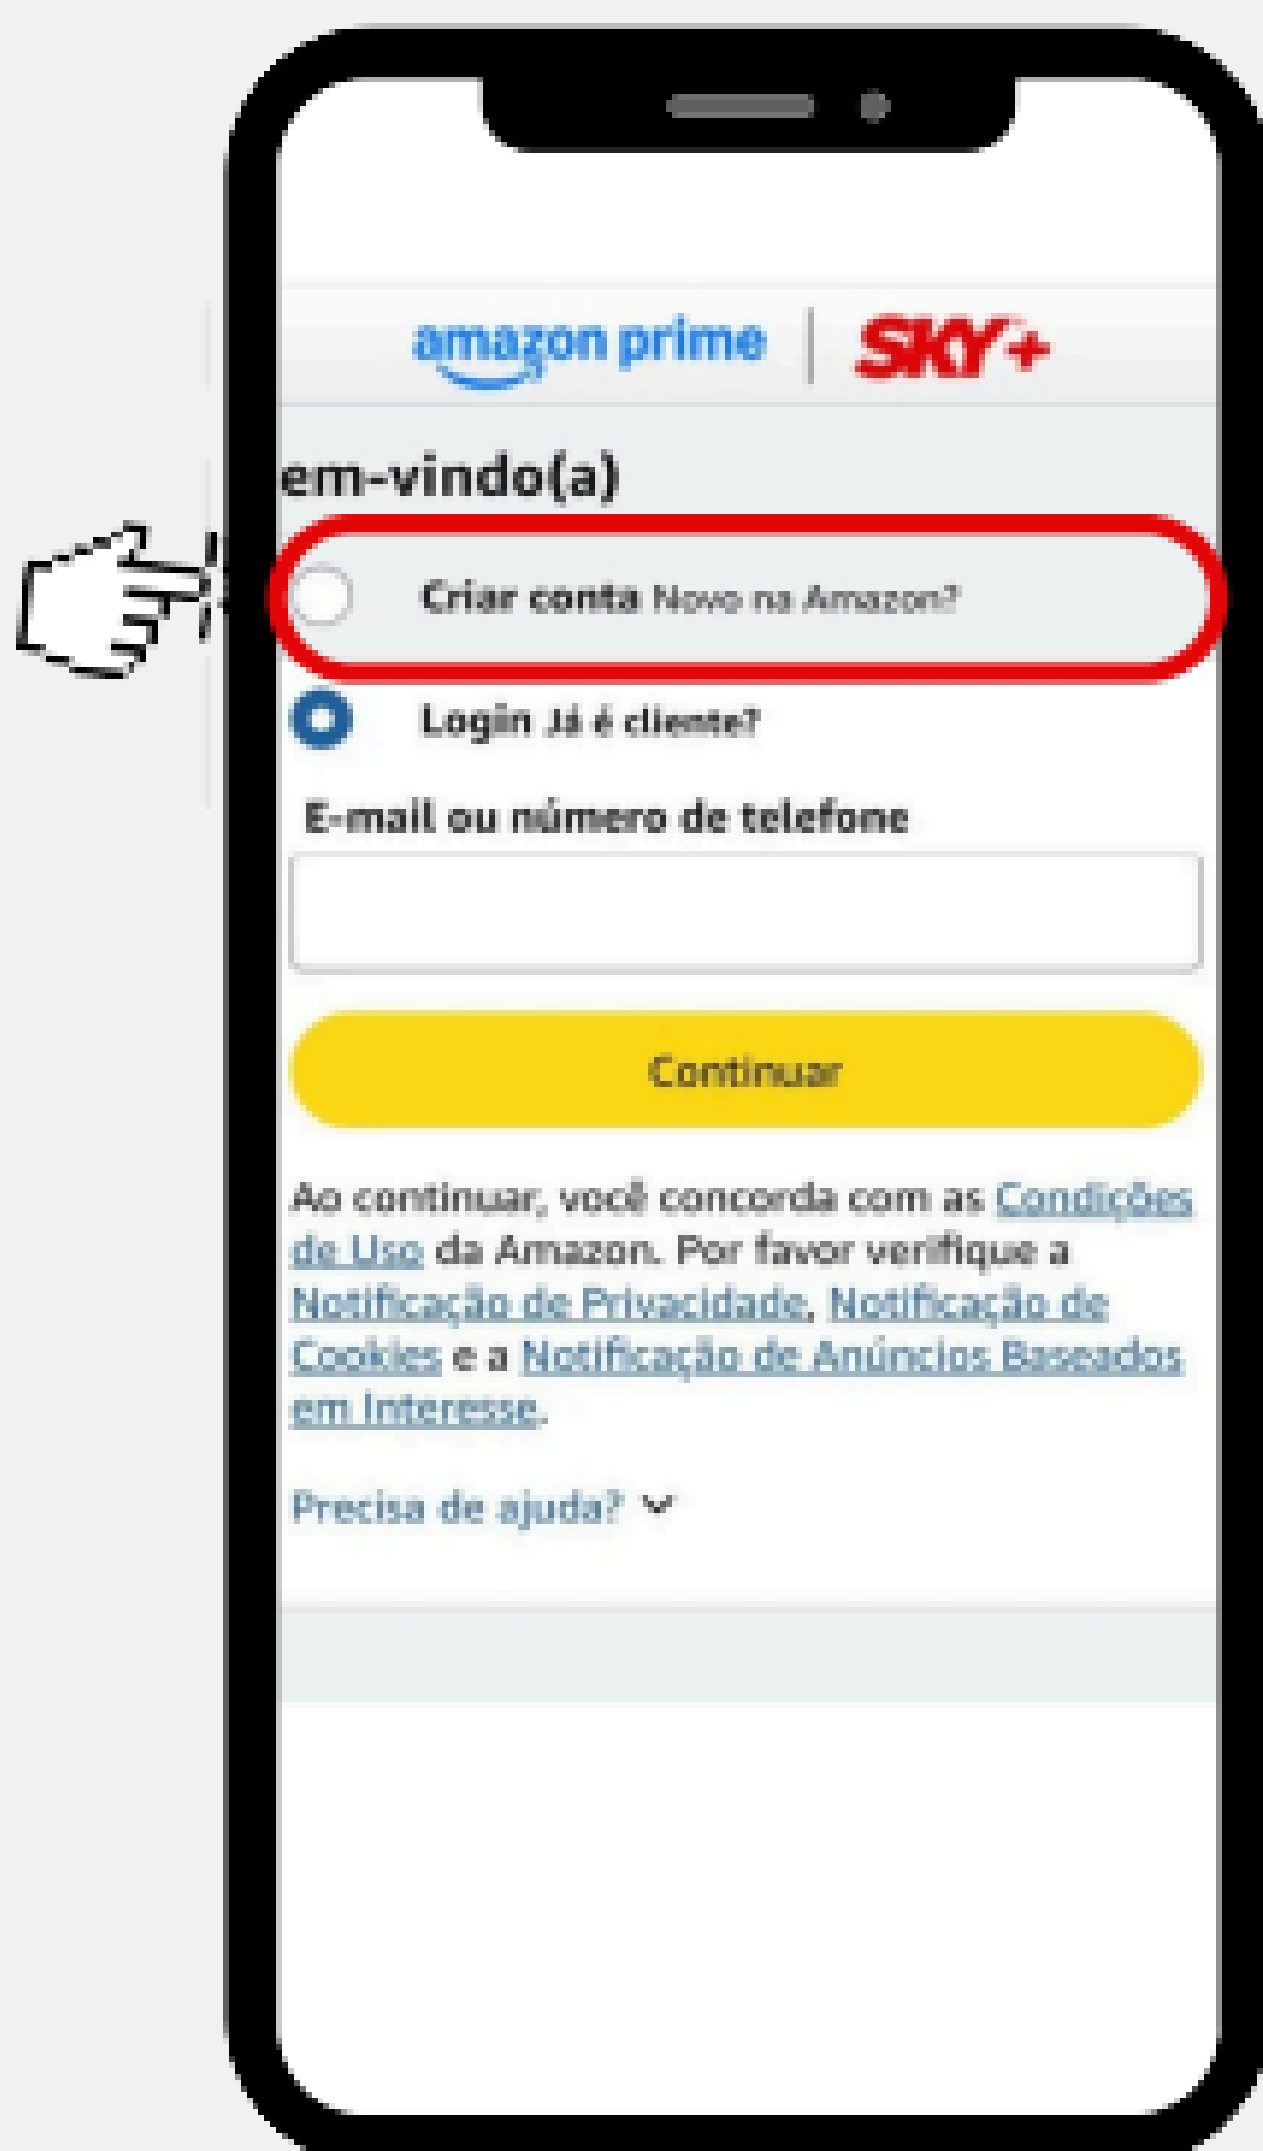 amazon prime | SKY+
em-vindo(a)
Criar conta Novo na Amazon?
Login Já é cliente?
E-mail ou número de telefone
Continuar
Ao continuar, você concorda com as Condições
de Uso da Amazon. Por favor verifique a
Notificação de Privacidade, Notificação de
Cookies e a Notificação de Anúncios Baseados
em Interesse.
Precisa de ajuda?